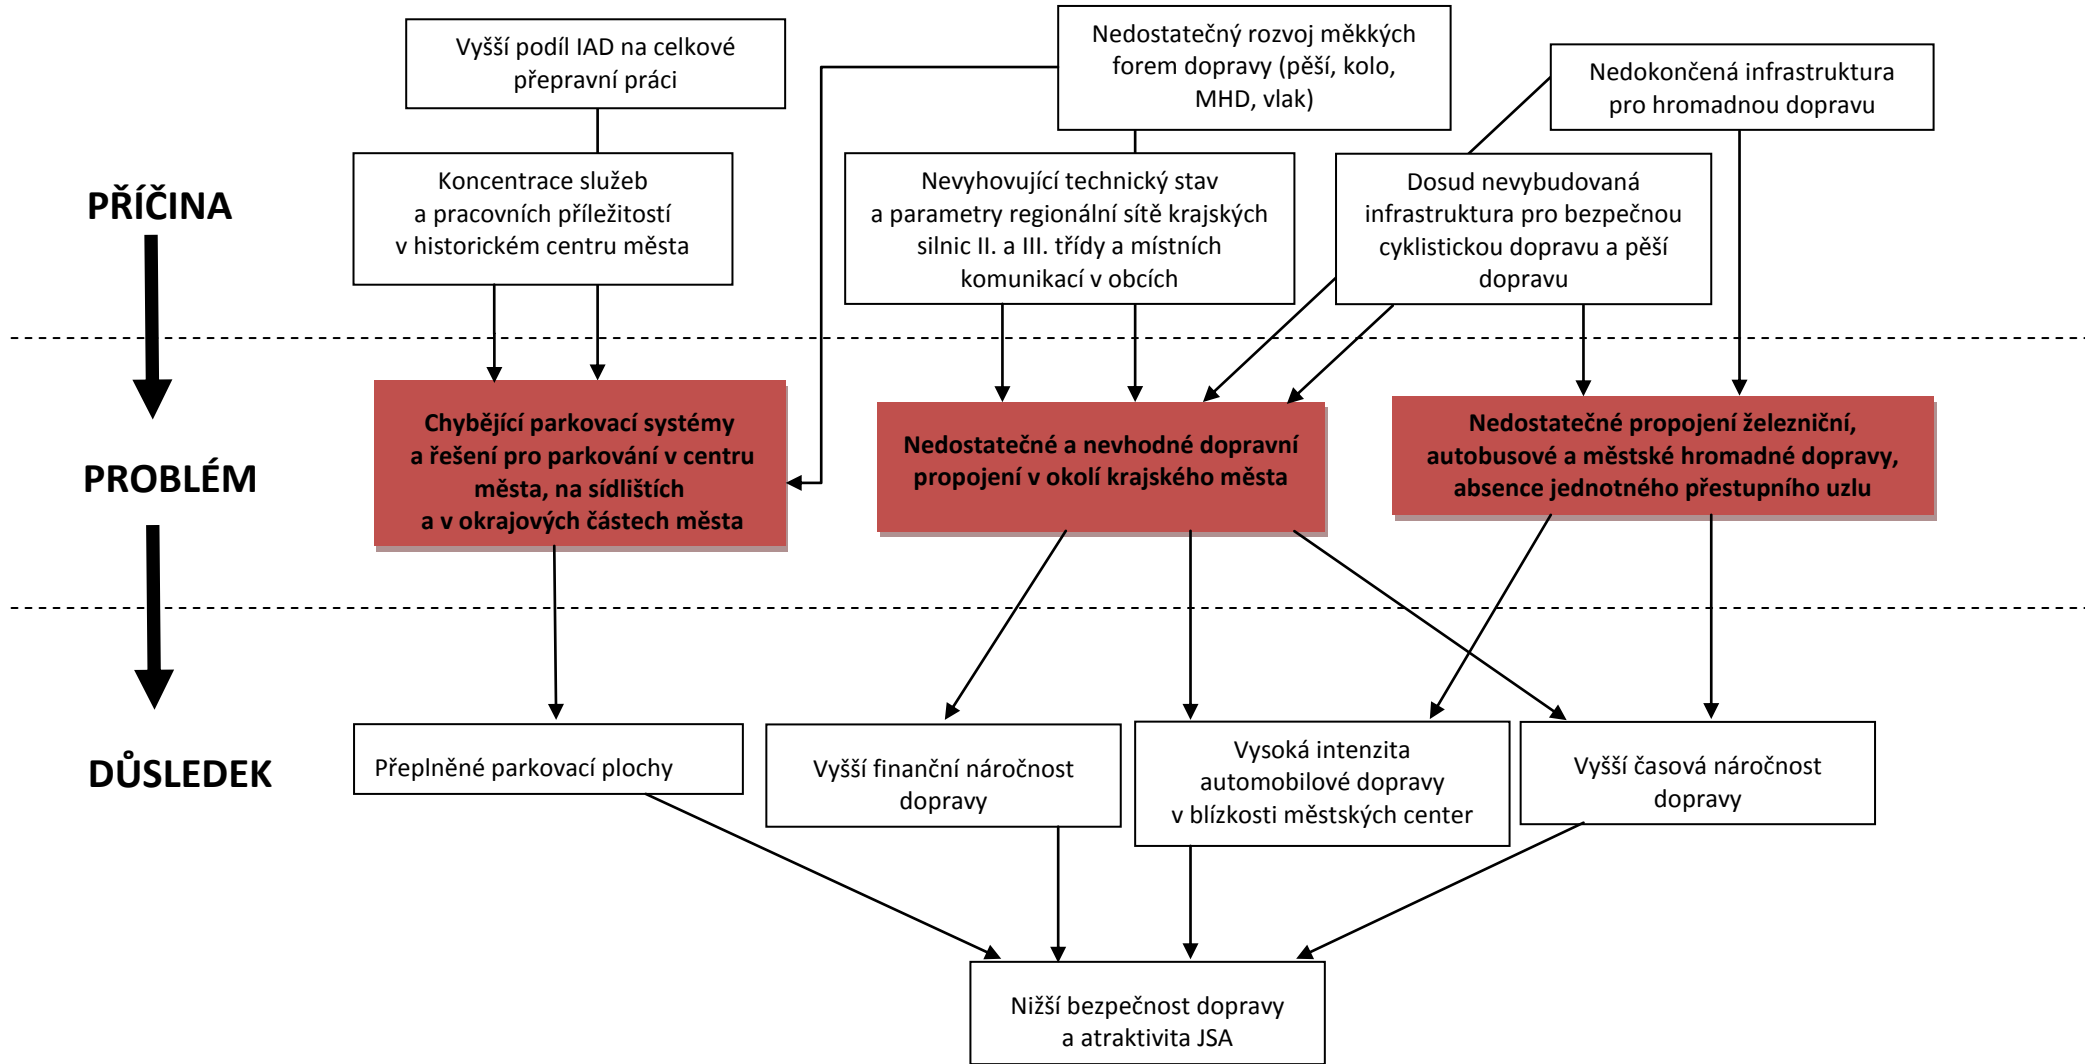 Vyšší podíl IAD na celkové
přepravní práci
Nedostatečný rozvoj měkkých
forem dopravy (pěší, kolo,
MHD, vlak)
Nedokončená infrastruktura
pro hromadnou dopravu
PŘÍČINA
Koncentrace služeb
a pracovních příležitostí
v historickém centru města
Nevyhovující technický stav
a parametry regionální sítě krajských
silnic II. a III. třídy a místních
komunikací v obcích
Dosud nevybudovaná
infrastruktura pro bezpečnou
cyklistickou dopravu a pěší
dopravu
PROBLÉM
Chybějící parkovací systémy
a řešení pro parkování v centru
města, na sídlištích
a v okrajových částech města
Nedostatečné a nevhodné dopravní
propojení v okolí krajského města
Nedostatečné propojení železniční,
autobusové a městské hromadné dopravy,
absence jednotného přestupního uzlu
DŮSLEDEK
Přeplněné parkovací plochy
Vyšší finanční náročnost
dopravy
Vysoká intenzita
automobilové dopravy
v blízkosti městských center
Vyšší časová náročnost
dopravy
Nižší bezpečnost dopravy
a atraktivita JSA